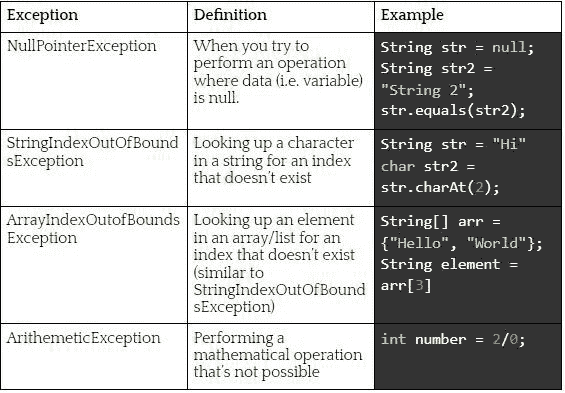 Exception
Definition
Example
NullPointerException
When you try to
perform an operation
where data (i.e. variable)
is null.
String str = null;
String str2 =
"String 2";
str.equals(str2);
StringIndexOutOfBound
sException
Looking up a character
in a string for an index
that doesn't exist
String str = "Hi"
char str2 =
str.charAt(2);
ArrayIndexOutofBounds
Exception
Looking up an element
in an array/list for an
index that doesn't exist
(similar to
StringIndexOutOfBound
sException)
String[] arr =
{"Hello", "World"};
String element =
arr[3]
ArithemeticException
Performing a
mathematical operation
that's not possible
int number = 2/0;